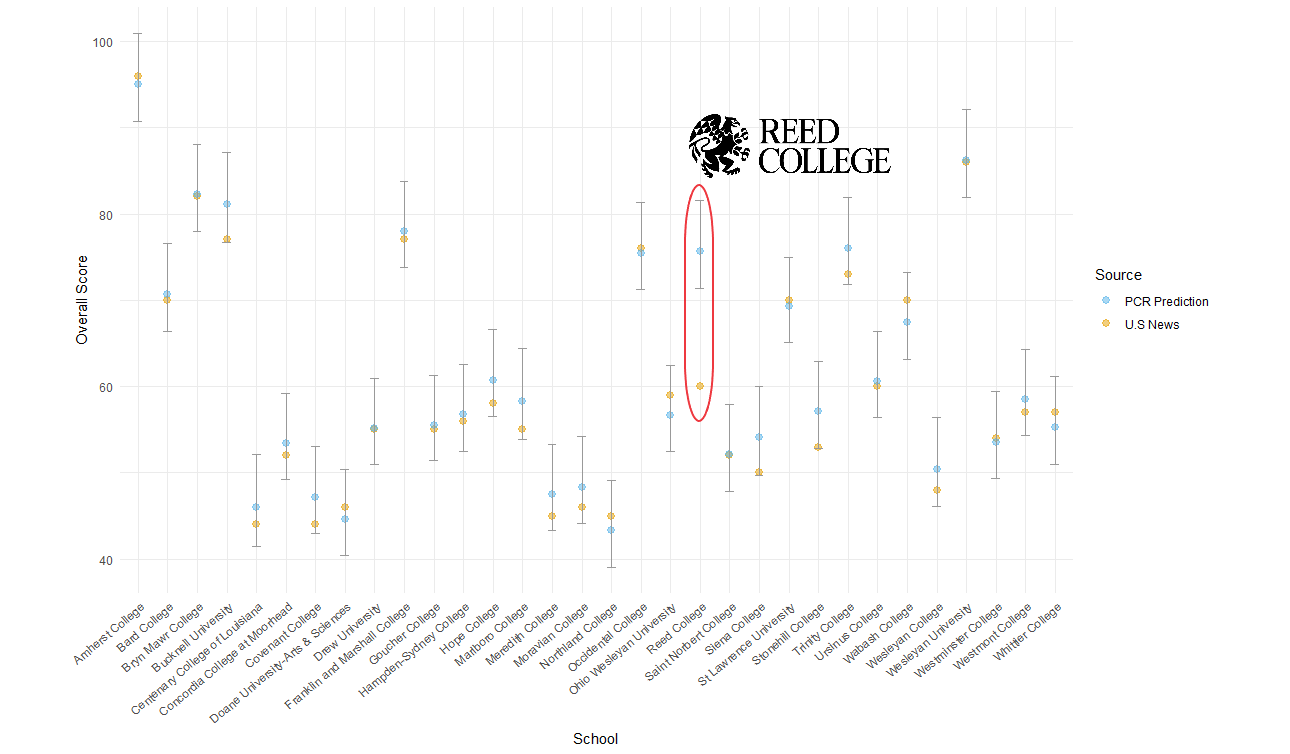 100
80
60
40
Overall Score
REED
COLLEGE
Source
PCR Prediction
U.S News
Amherst College
Bard College
Bryn Mawr College
Bucknell University
Centenary College of Louisiana
Concordia College at Moorhead
Covenant College
Doane University-Arts & Sciences
Drew University
Franklin and Marshall College
Goucher College
Hampden-Sydney College
Hope College
Marlboro College
Meredith College
Moravian College
Northland College
Occidental College
Ohio Wesleyan University
Reed College
Saint Norbert College
Siena College
St Lawrence University
Stonehill College
Trinity College
Ursinus College
Wabash College
Wesleyan College
Wesleyan University
Westminster College
Westmont College
Whittier College
School